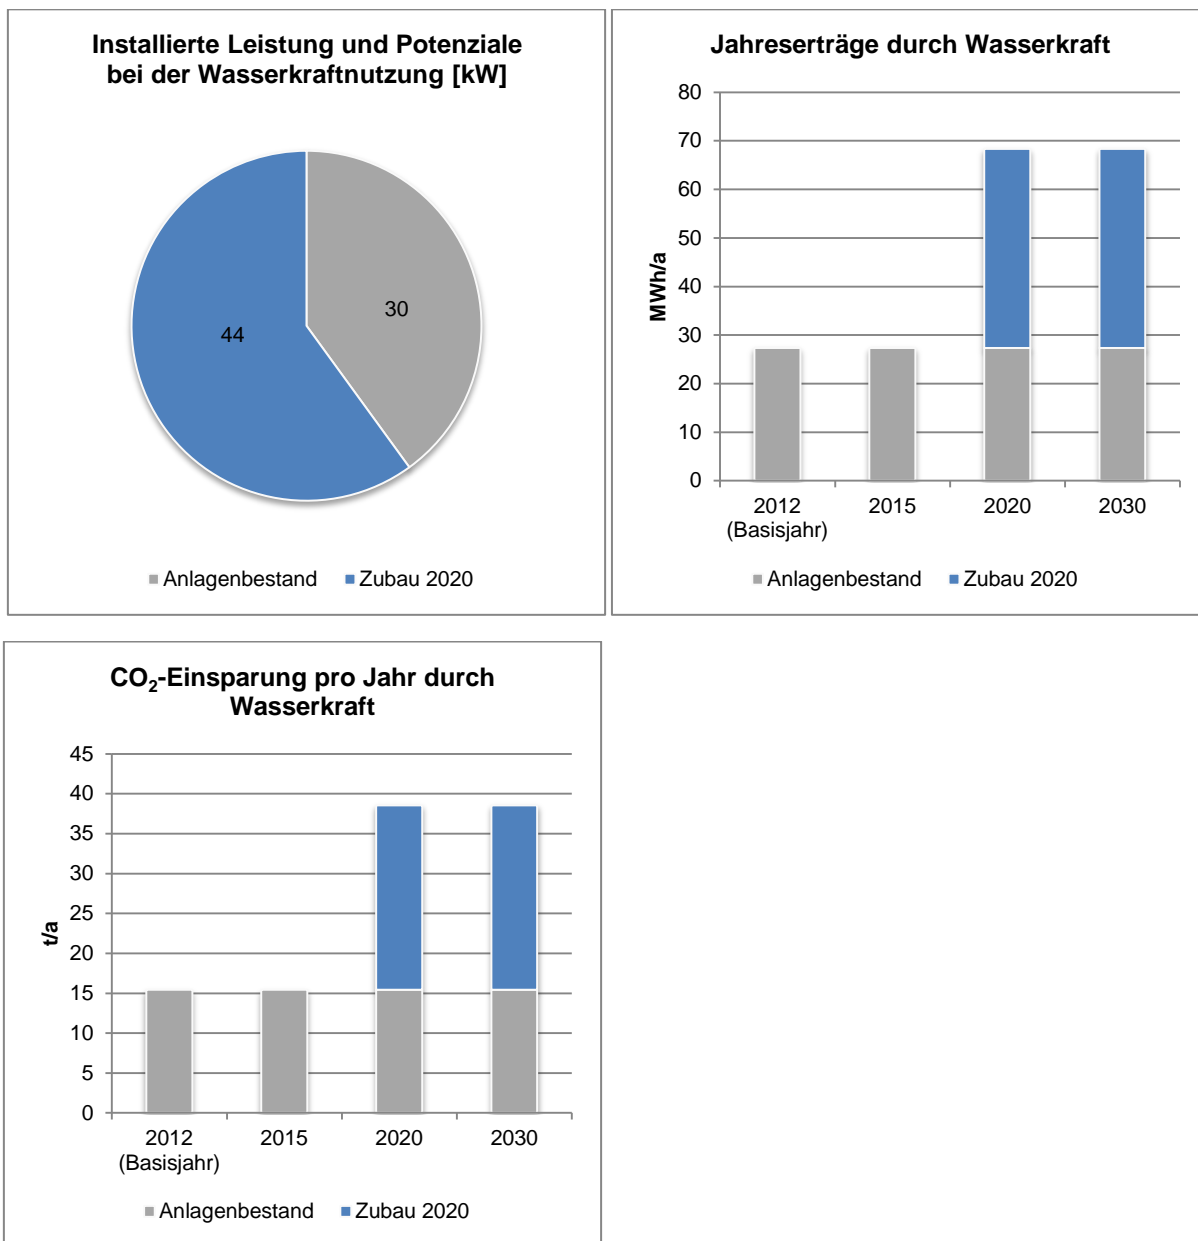 Installierte Leistung und Potenziale
bei der Wasserkraftnutzung [kW]
30
44
Anlagenbestand
Zubau 2020
Jahreserträge durch Wasserkraft
MWh/a
80
70
60
50
40
30
20
10
0
2012
(Basisjahr)
2015
2020
2030
Anlagenbestand
Zubau 2020
CO₂-Einsparung pro Jahr durch
Wasserkraft
t/a
45
40
35
30
25
20
15
10
5
0
2012
(Basisjahr)
2015
2020
2030
Anlagenbestand
Zubau 2020